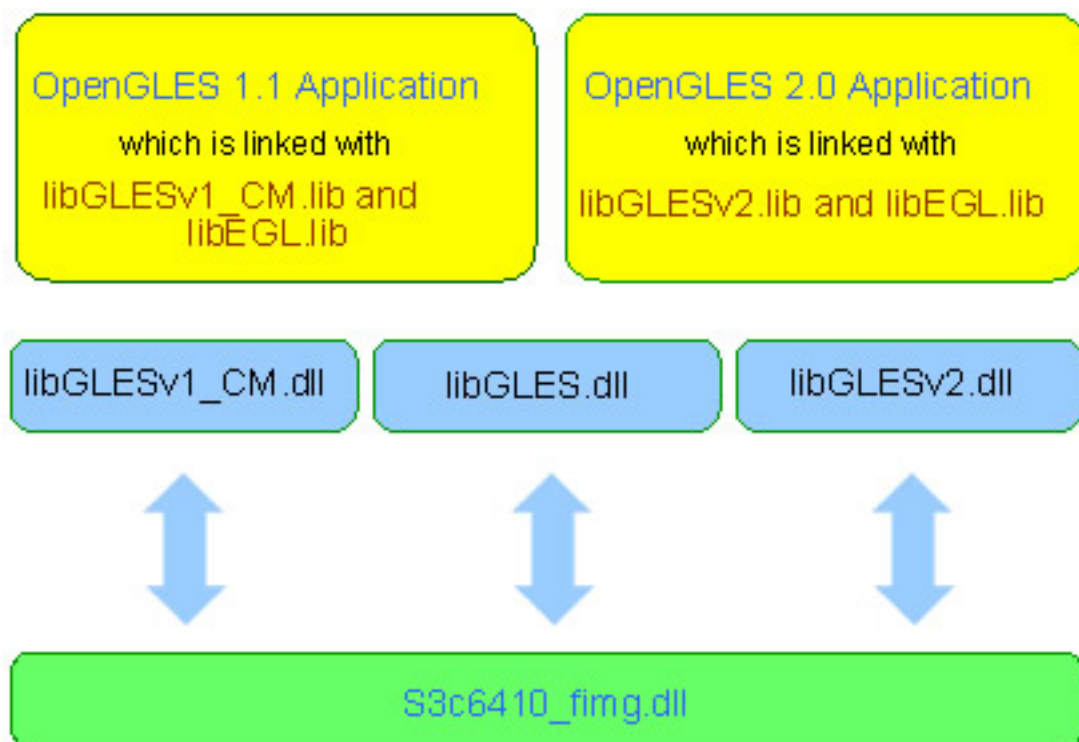 OpenGLES 1.1 Application
which is linked with
libGLESv1_CM.lib and
libEGL.lib
OpenGLES 2.0 Application
which is linked with
libGLESv2.lib and libEGL.lib
libGLESv1_CM.dll
libGLES.dll
libGLESv2.dll
S3c6410_fimg.dll